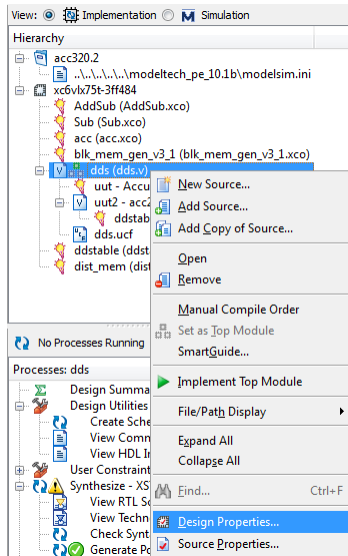 View: Implementation Simulation
Hierarchy
acc320.2
..\..\..\..\..\modeltech_pe_10.1b\modelsim.ini
xc6vlx75t-3ff484
AddSub (AddSub.xco)
Sub (Sub.xco)
acc (acc.xco)
blk_mem_gen_v3_1 (blk_mem_gen_v3_1.xco)
dds (dds.v)
uut - Accu
uut2 - acc2
ddsta
dds.ucf
ddstable (ddst
dist_mem (dist
New Source...
Add Source...
Add Copy of Source...
Open
Remove
Manual Compile Order
Set as Top Module
SmartGuide...
Implement Top Module
File/Path Display
Expand All
Collapse All
Find... Ctrl+F
Design Properties...
Source Properties...
No Processes Running
Processes: dds
Design Summa
Design Utilities
Create Sche
View Comm
View HDL In
User Constraint
Synthesize - XS
View RTL Sc
View Techn
Check Synta
Generate Po